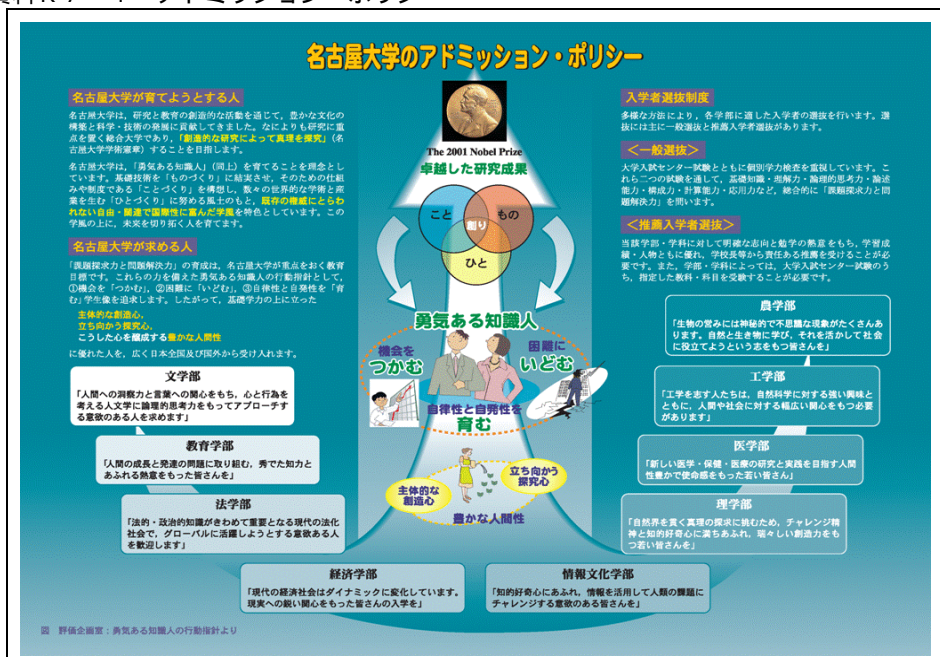 名古屋大学のアドミッション・ポリシー
名古屋大学が育てようとする人
名古屋大学は，研究と教育の創造的な活動を通じて，豊かな文化の
構築と科学・技術の発展に貢献してきました。なによりも研究に重
点を置く総合大学であり，「創造的な研究によって真理を探究」（名
古屋大学学術憲章）することを目指します。
名古屋大学は，「勇気ある知識人」（同上）を育てることを理念とし
ています。基礎技術を「ものづくり」に結実させ，そのための仕組
みや制度である「ことづくり」を構想し，数々の世界的な学術と産
業を生む「ひとづくり」に努める風土のもと，既存の権威にとらわ
れない自由・闊達で国際性に富んだ学風を特色としています。この
学風の上に，未来を切り拓く人を育てます。
名古屋大学が求める人
「課題探求力と問題解決力」の育成は，名古屋大学が重点をおく教育
目標です。これらの力を備えた勇気ある知識人の行動指針として，
①機会を「つかむ」，②困難に「いどむ」，③自律性と自発性を「育
む」学生像を追求します。したがって，基礎学力の上に立った
主体的な創造心，
立ち向かう探究心，
こうした心を醸成する豊かな人間性
に優れた人を，広く日本全国及び国外から受け入れます。
The 2001 Nobel Prize
卓越した研究成果
こと
もの
創り
ひと
勇気ある知識人
機会を
つかむ
困難に
いどむ
自律性と自発性を
育む
主体的な
創造心
立ち向かう
探究心
豊かな人間性
入学者選抜制度
多様な方法により，各学部に適した入学者の選抜を行います。選
抜には主に一般選抜と推薦入学者選抜があります。
＜一般選抜＞
大学入試センター試験とともに個別学力検査を重視しています。こ
れら二つの試験を通して，基礎知識・理解力・論理的思考力・論述
能力・構成力・計算能力・応用力など，総合的に「課題探求力と問
題解決力」を問います。
＜推薦入学者選抜＞
当該学部・学科に対して明確な志向と勉学の熱意をもち，学習成
績・人物ともに優れ，学校長等から責任ある推薦を受けることが必
要です。また，学部・学科によっては，大学入試センター試験のう
ち，指定した教科・科目を受験することが必要です。
文学部
「人間への洞察力と言葉への関心をもち，心と行為を
考える人文学に論理的思考力をもってアプローチす
る意欲のある人を求めます」
教育学部
「人間の成長と発達の問題に取り組む，秀でた知力と
あふれる熱意をもった皆さんを」
法学部
「法的・政治的知識がきわめて重要となる現代の法化
社会で，グローバルに活躍しようとする意欲ある人
を歓迎します」
経済学部
「現代の経済社会はダイナミックに変化しています。
現実への鋭い関心をもった皆さんの入学を」
情報文化学部
「知的好奇心にあふれ，情報を活用して人類の課題に
チャレンジする意欲のある皆さんを」
農学部
「生物の営みには神秘的で不思議な現象がたくさんあ
ります。自然と生き物に学び，それを活かして社会
に役立てようという志をもつ皆さんを」
工学部
「工学を志す人たちは，自然科学に対する強い興味と
ともに，人間や社会に対する幅広い関心をもつ必要
があります」
医学部
「新しい医学・保健・医療の研究と実践を目指す人間
性豊かで使命感をもった若い皆さん」
理学部
「自然界を貫く真理の探求に挑むため，チャレンジ精
神と知的好奇心に満ちあふれ，瑞々しい創造力をも
つ若い皆さんを」
図　評価企画室：勇気ある知識人の行動指針より